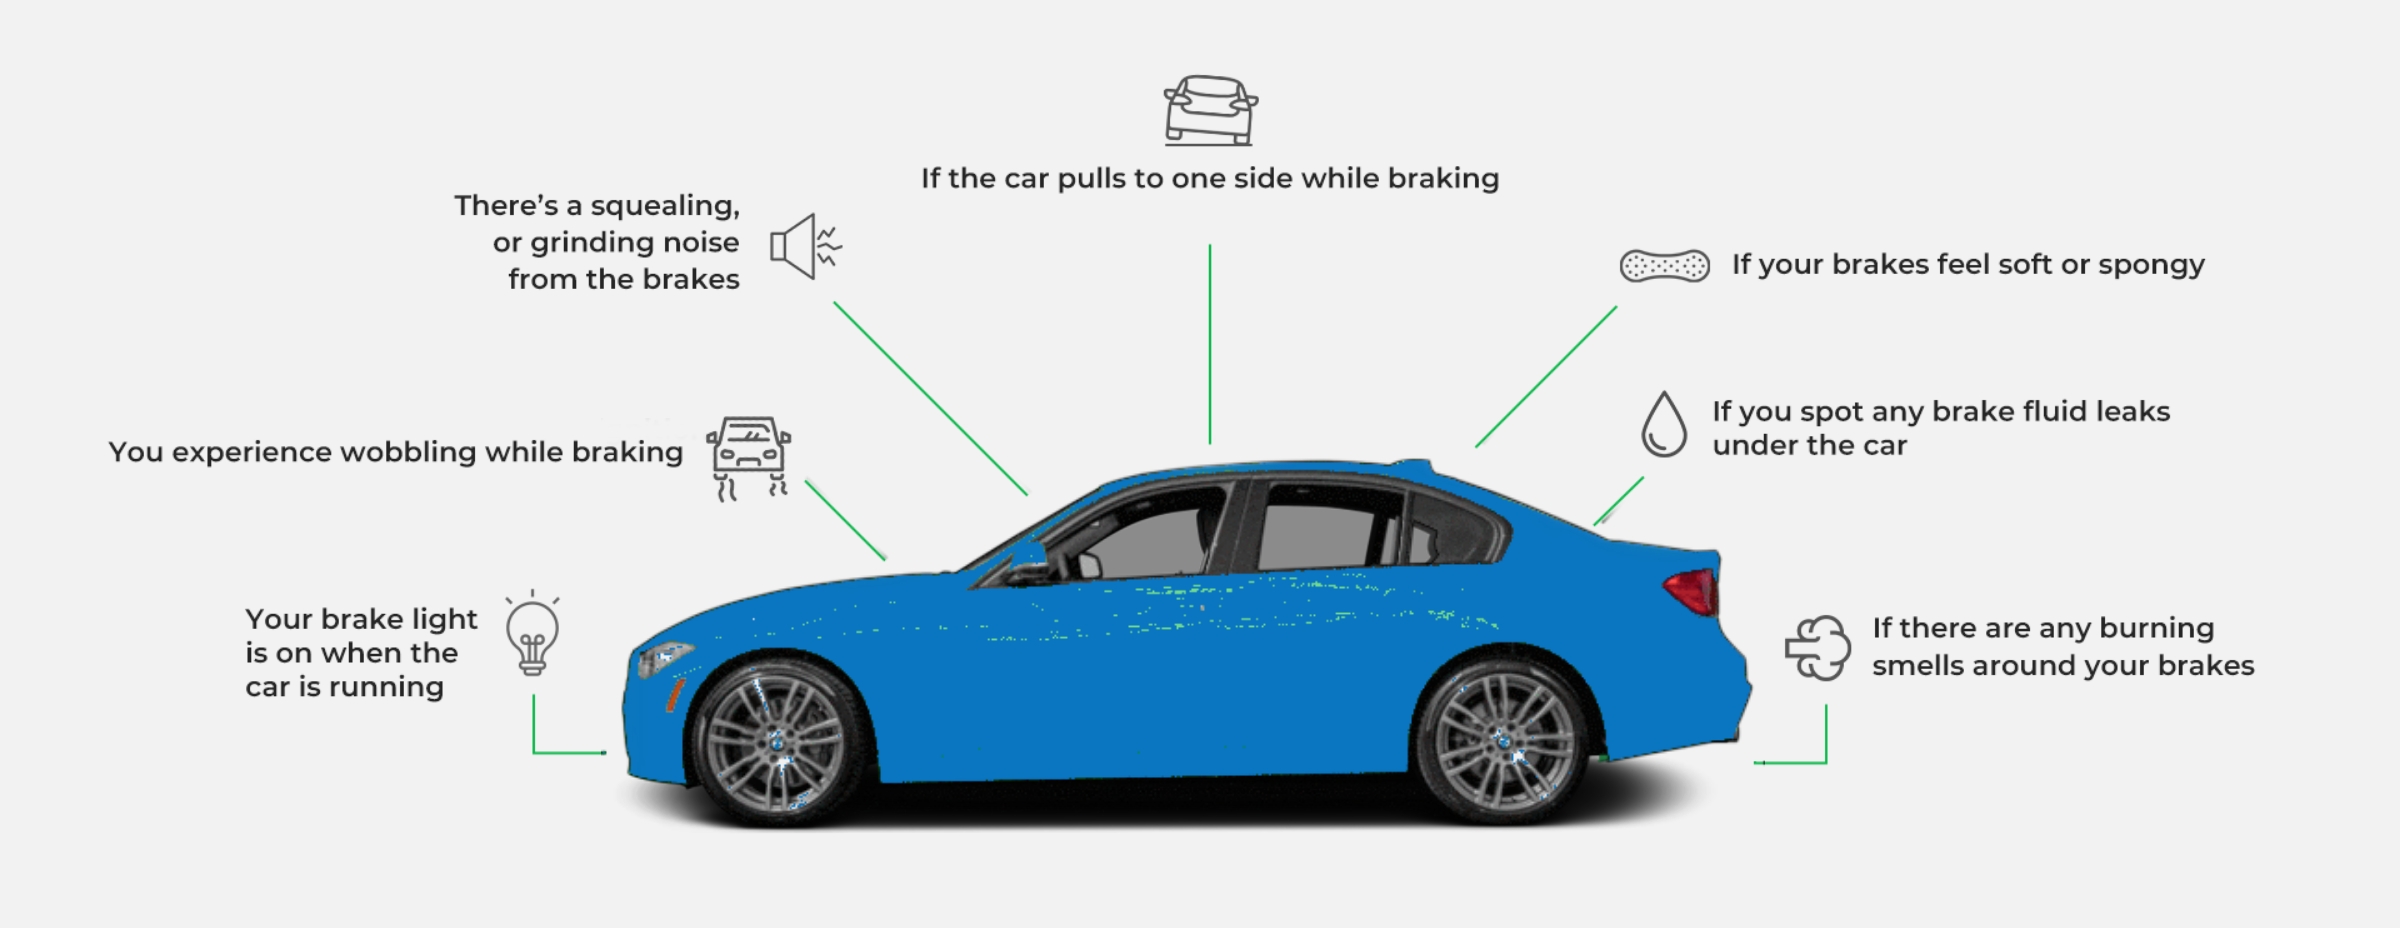 If the car pulls to one side while braking
There's a squealing,
or grinding noise
from the brakes
If your brakes feel soft or spongy
You experience wobbling while braking
If you spot any brake fluid leaks
under the car
Your brake light
is on when the
car is running
If there are any burning
smells around your brakes